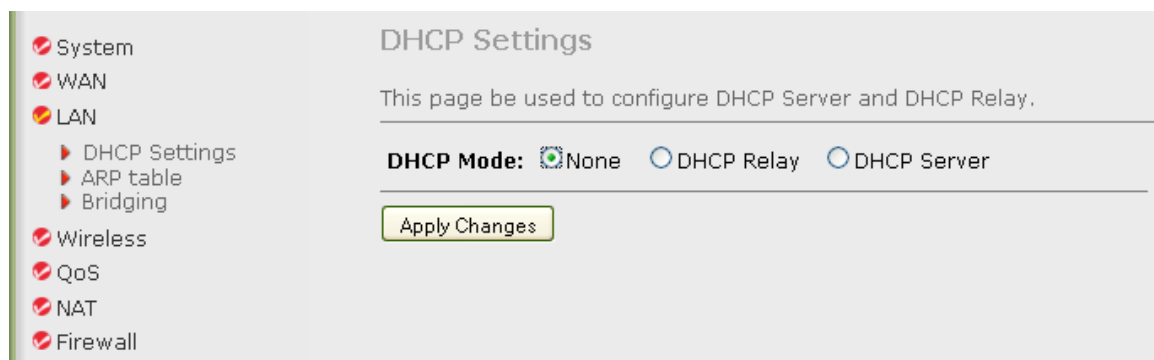 System
WAN
LAN
DHCP Settings
ARP table
Bridging
Wireless
QoS
NAT
Firewall
DHCP Settings
This page be used to configure DHCP Server and DHCP Relay.
DHCP Mode: None DHCP Relay DHCP Server
Apply Changes